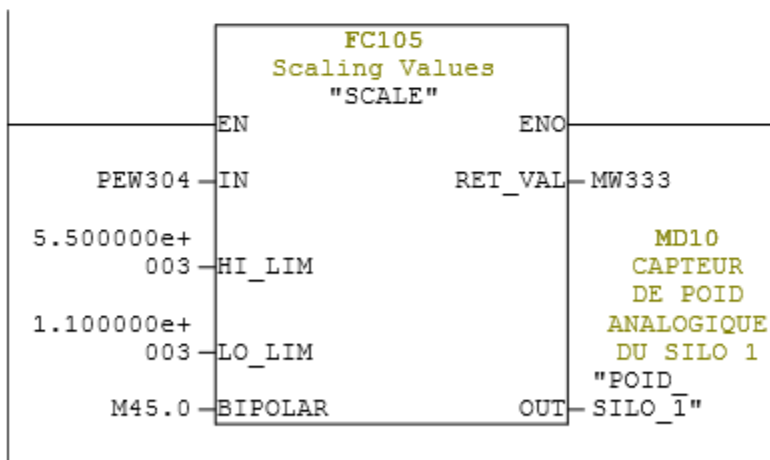 FC105
Scaling Values
"SCALE"
EN ENO
PEW304 IN RET_VAL MW333
5.500000e+ MD10
003 HI_LIM CAPTEUR
DE POID
1.100000e+ ANALOGIQUE
003 LO_LIM DU SILO 1
"POID_
M45.0 BIPOLAR OUT SILO_1"